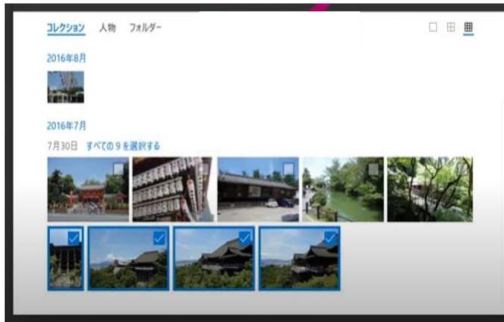 コレクション 人物 フォルダー
2016年8月
2016年7月
7月30日 すべての 9 を選択する